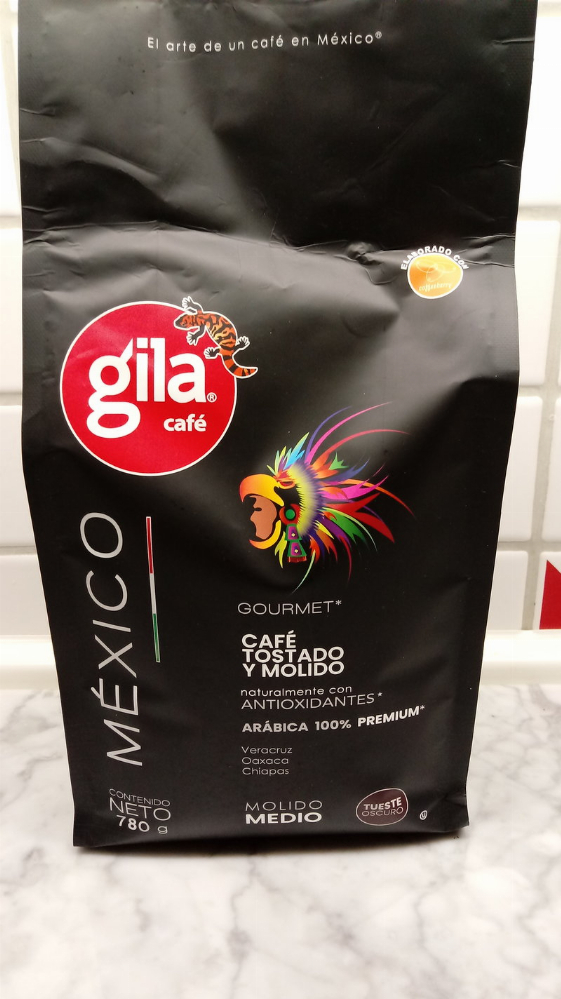 El arte de un café en México®
ELABORADO CON
gila®
café
MÉXICO
GOURMET*
CAFÉ
TOSTADO
Y MOLIDO
naturalmente con
ANTIOXIDANTES*
ARÁBICA 100% PREMIUM*
Veracruz
Oaxaca
Chiapas
CONTENIDO
NETO
780 g
MOLIDO
MEDIO
TUESTE
OSCURO